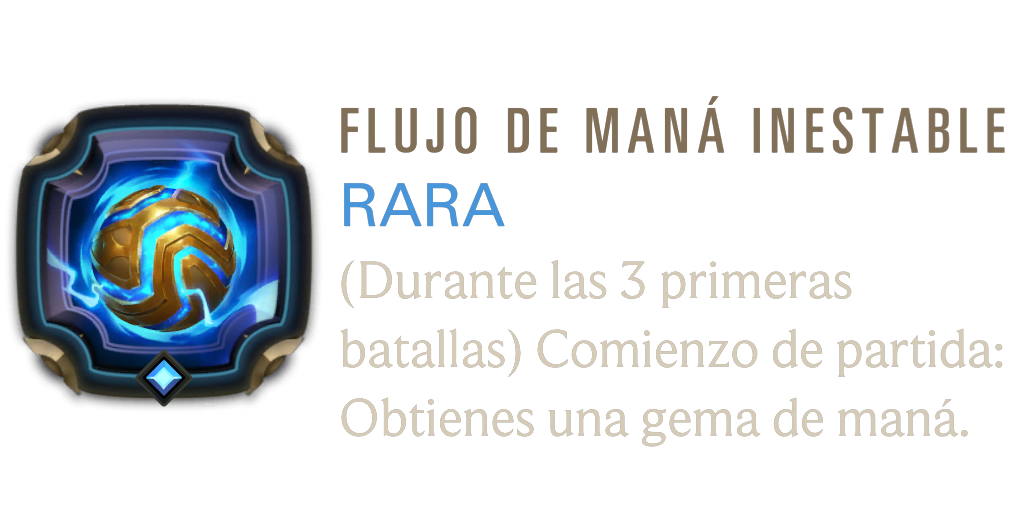 FLUJO DE MANÁ INESTABLE
RARA
(Durante las 3 primeras
batallas) Comienzo de partida:
Obtienes una gema de maná.